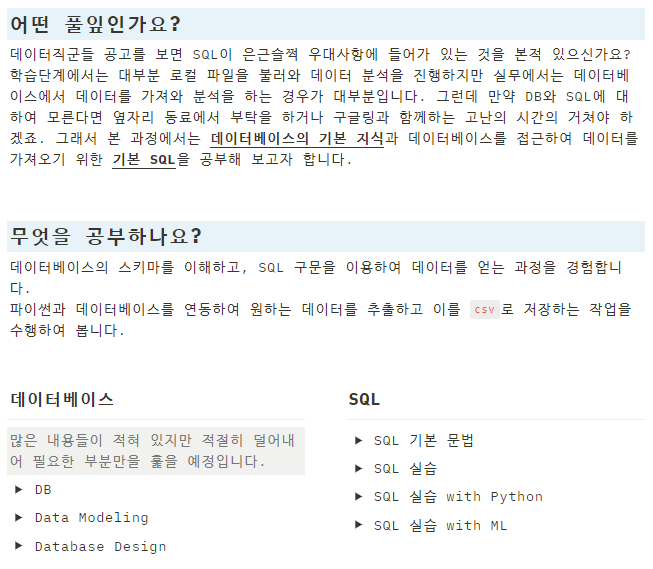 어떤 풀잎인가요?
데이터직군들 공고를 보면 SQL이 은근슬쩍 우대사항에 들어가 있는 것을 본적 있으신가요?
학습단계에서는 대부분 로컬 파일을 불러와 데이터 분석을 진행하지만 실무에서는 데이터베
이스에서 데이터를 가져와 분석을 하는 경우가 대부분입니다. 그런데 만약 DB와 SQL에 대
하여 모른다면 옆자리 동료에서 부탁을 하거나 구글링과 함께하는 고난의 시간의 거쳐야 하
겠죠. 그래서 본 과정에서는 데이터베이스의 기본 지식과 데이터베이스를 접근하여 데이터를
가져오기 위한 기본 SQL을 공부해 보고자 합니다.
무엇을 공부하나요?
데이터베이스의 스키마를 이해하고, SQL 구문을 이용하여 데이터를 얻는 과정을 경험합니
다.
파이썬과 데이터베이스를 연동하여 원하는 데이터를 추출하고 이를 csv로 저장하는 작업을
수행하여 봅니다.
데이터베이스
많은 내용들이 적혀 있지만 적절히 덜어내
어 필요한 부분만을 훑을 예정입니다.
DB
Data Modeling
Database Design
SQL
SQL 기본 문법
SQL 실습
SQL 실습 with Python
SQL 실습 with ML